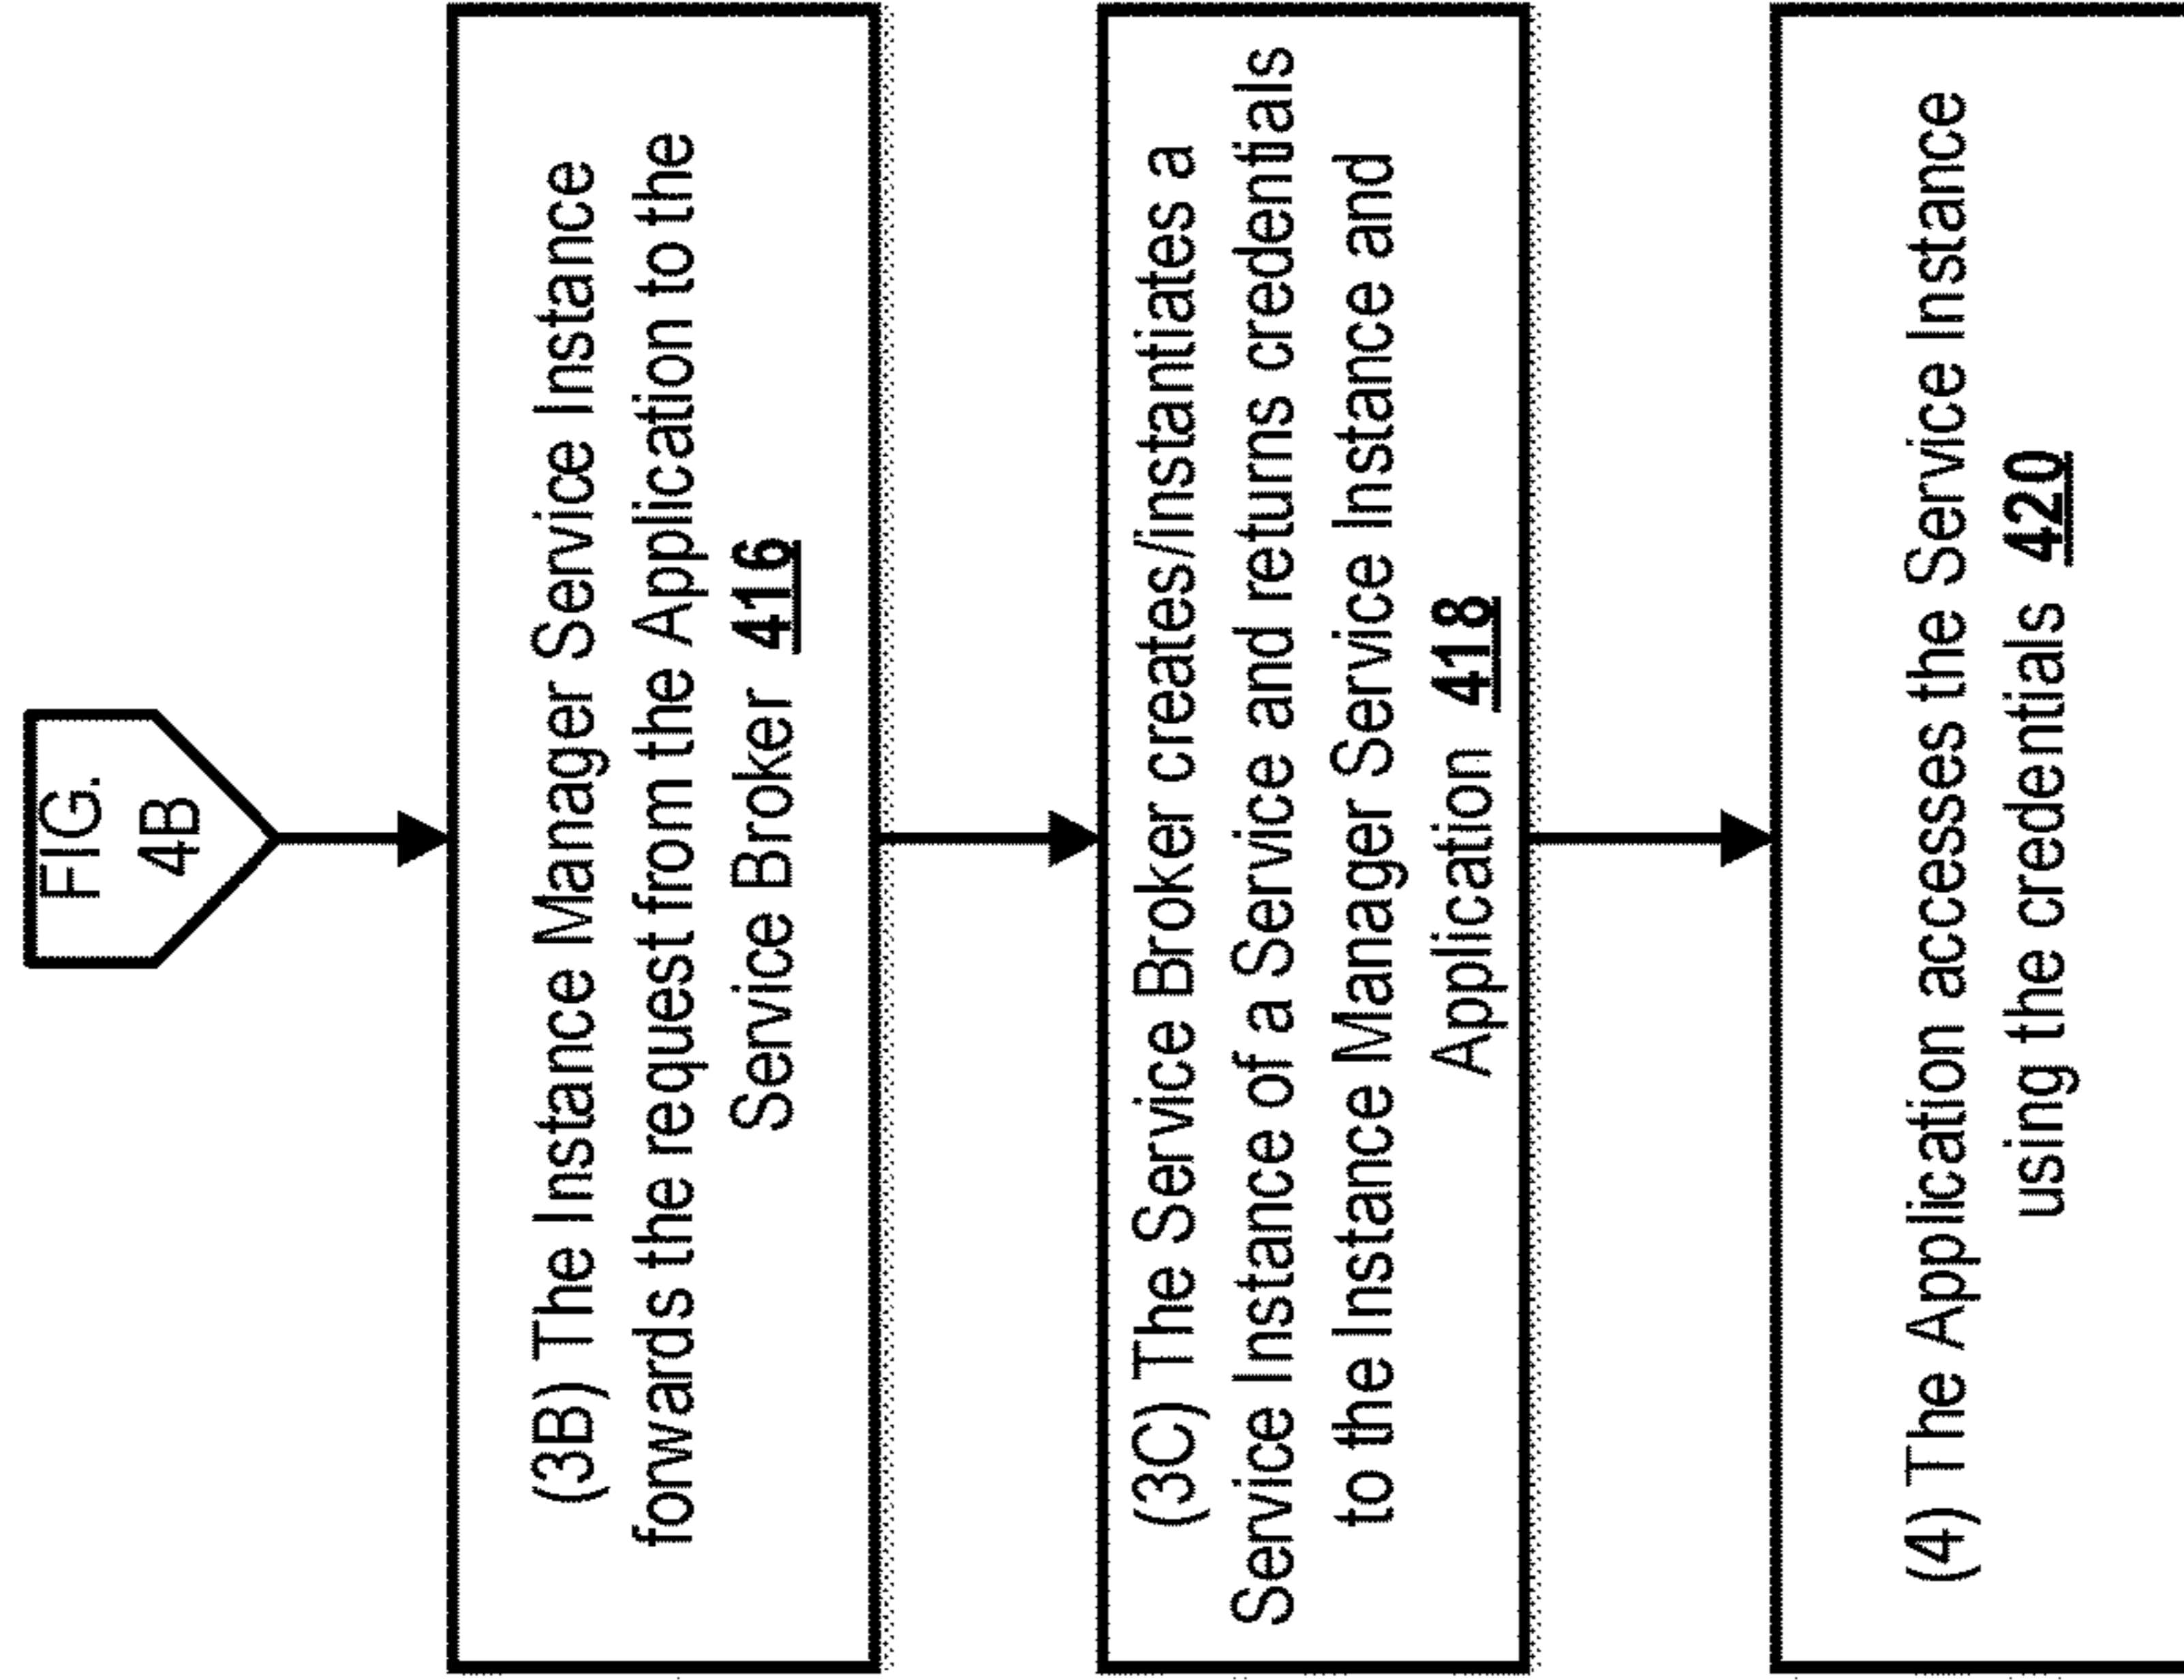 FIG.
4B
(3B) The Instance Manager Service Instance
forwards the request from the Application to the
Service Broker 416
(3C) The Service Broker creates/instantiates a
Service Instance of a Service and returns credentials
to the Instance Manager Service Instance and
Application 418
(4) The Application accesses the Service Instance
using the credentials 420